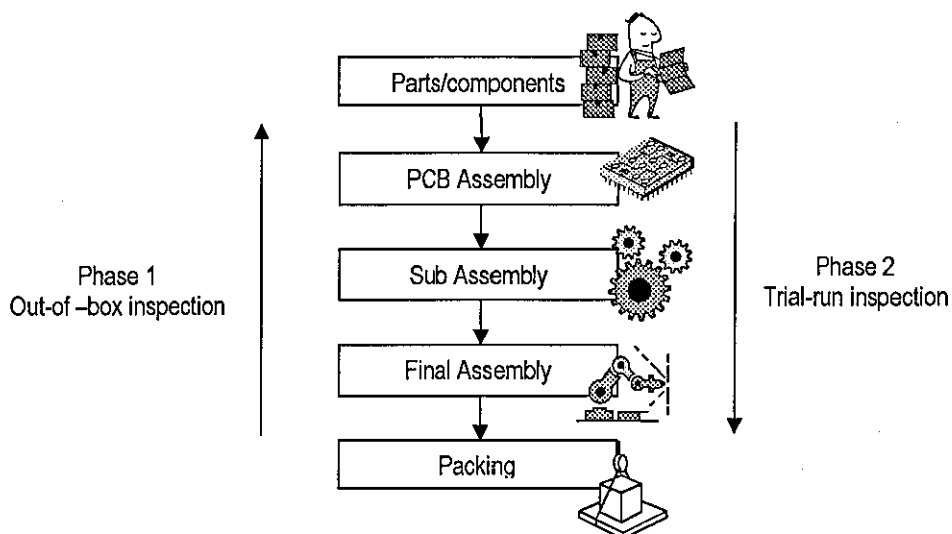 Parts/components
PCB Assembly
Sub Assembly
Final Assembly
Packing
Phase 1
Out-of –box inspection
Phase 2
Trial-run inspection